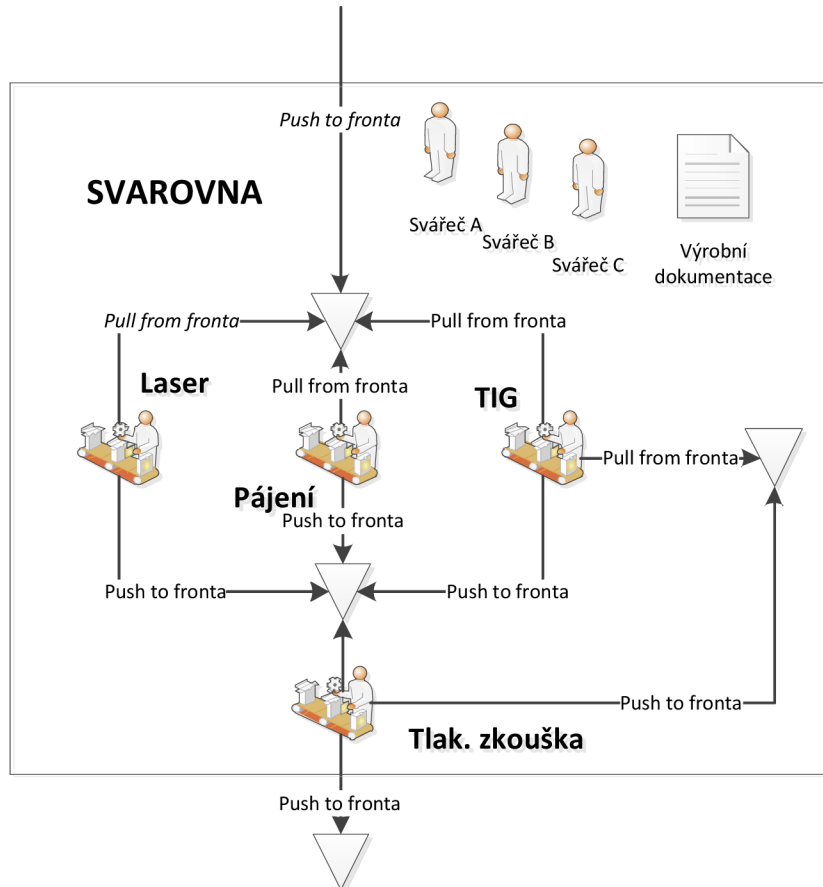 Push to fronta
SVAROVNA
Svářeč A
Svářeč B
Svářeč C
Výrobní
dokumentace
Pull from fronta
Pull from fronta
Laser
Pull from fronta
TIG
Pull from fronta
Pájení
Push to fronta
Push to fronta
Push to fronta
Push to fronta
Tlak. zkouška
Push to fronta